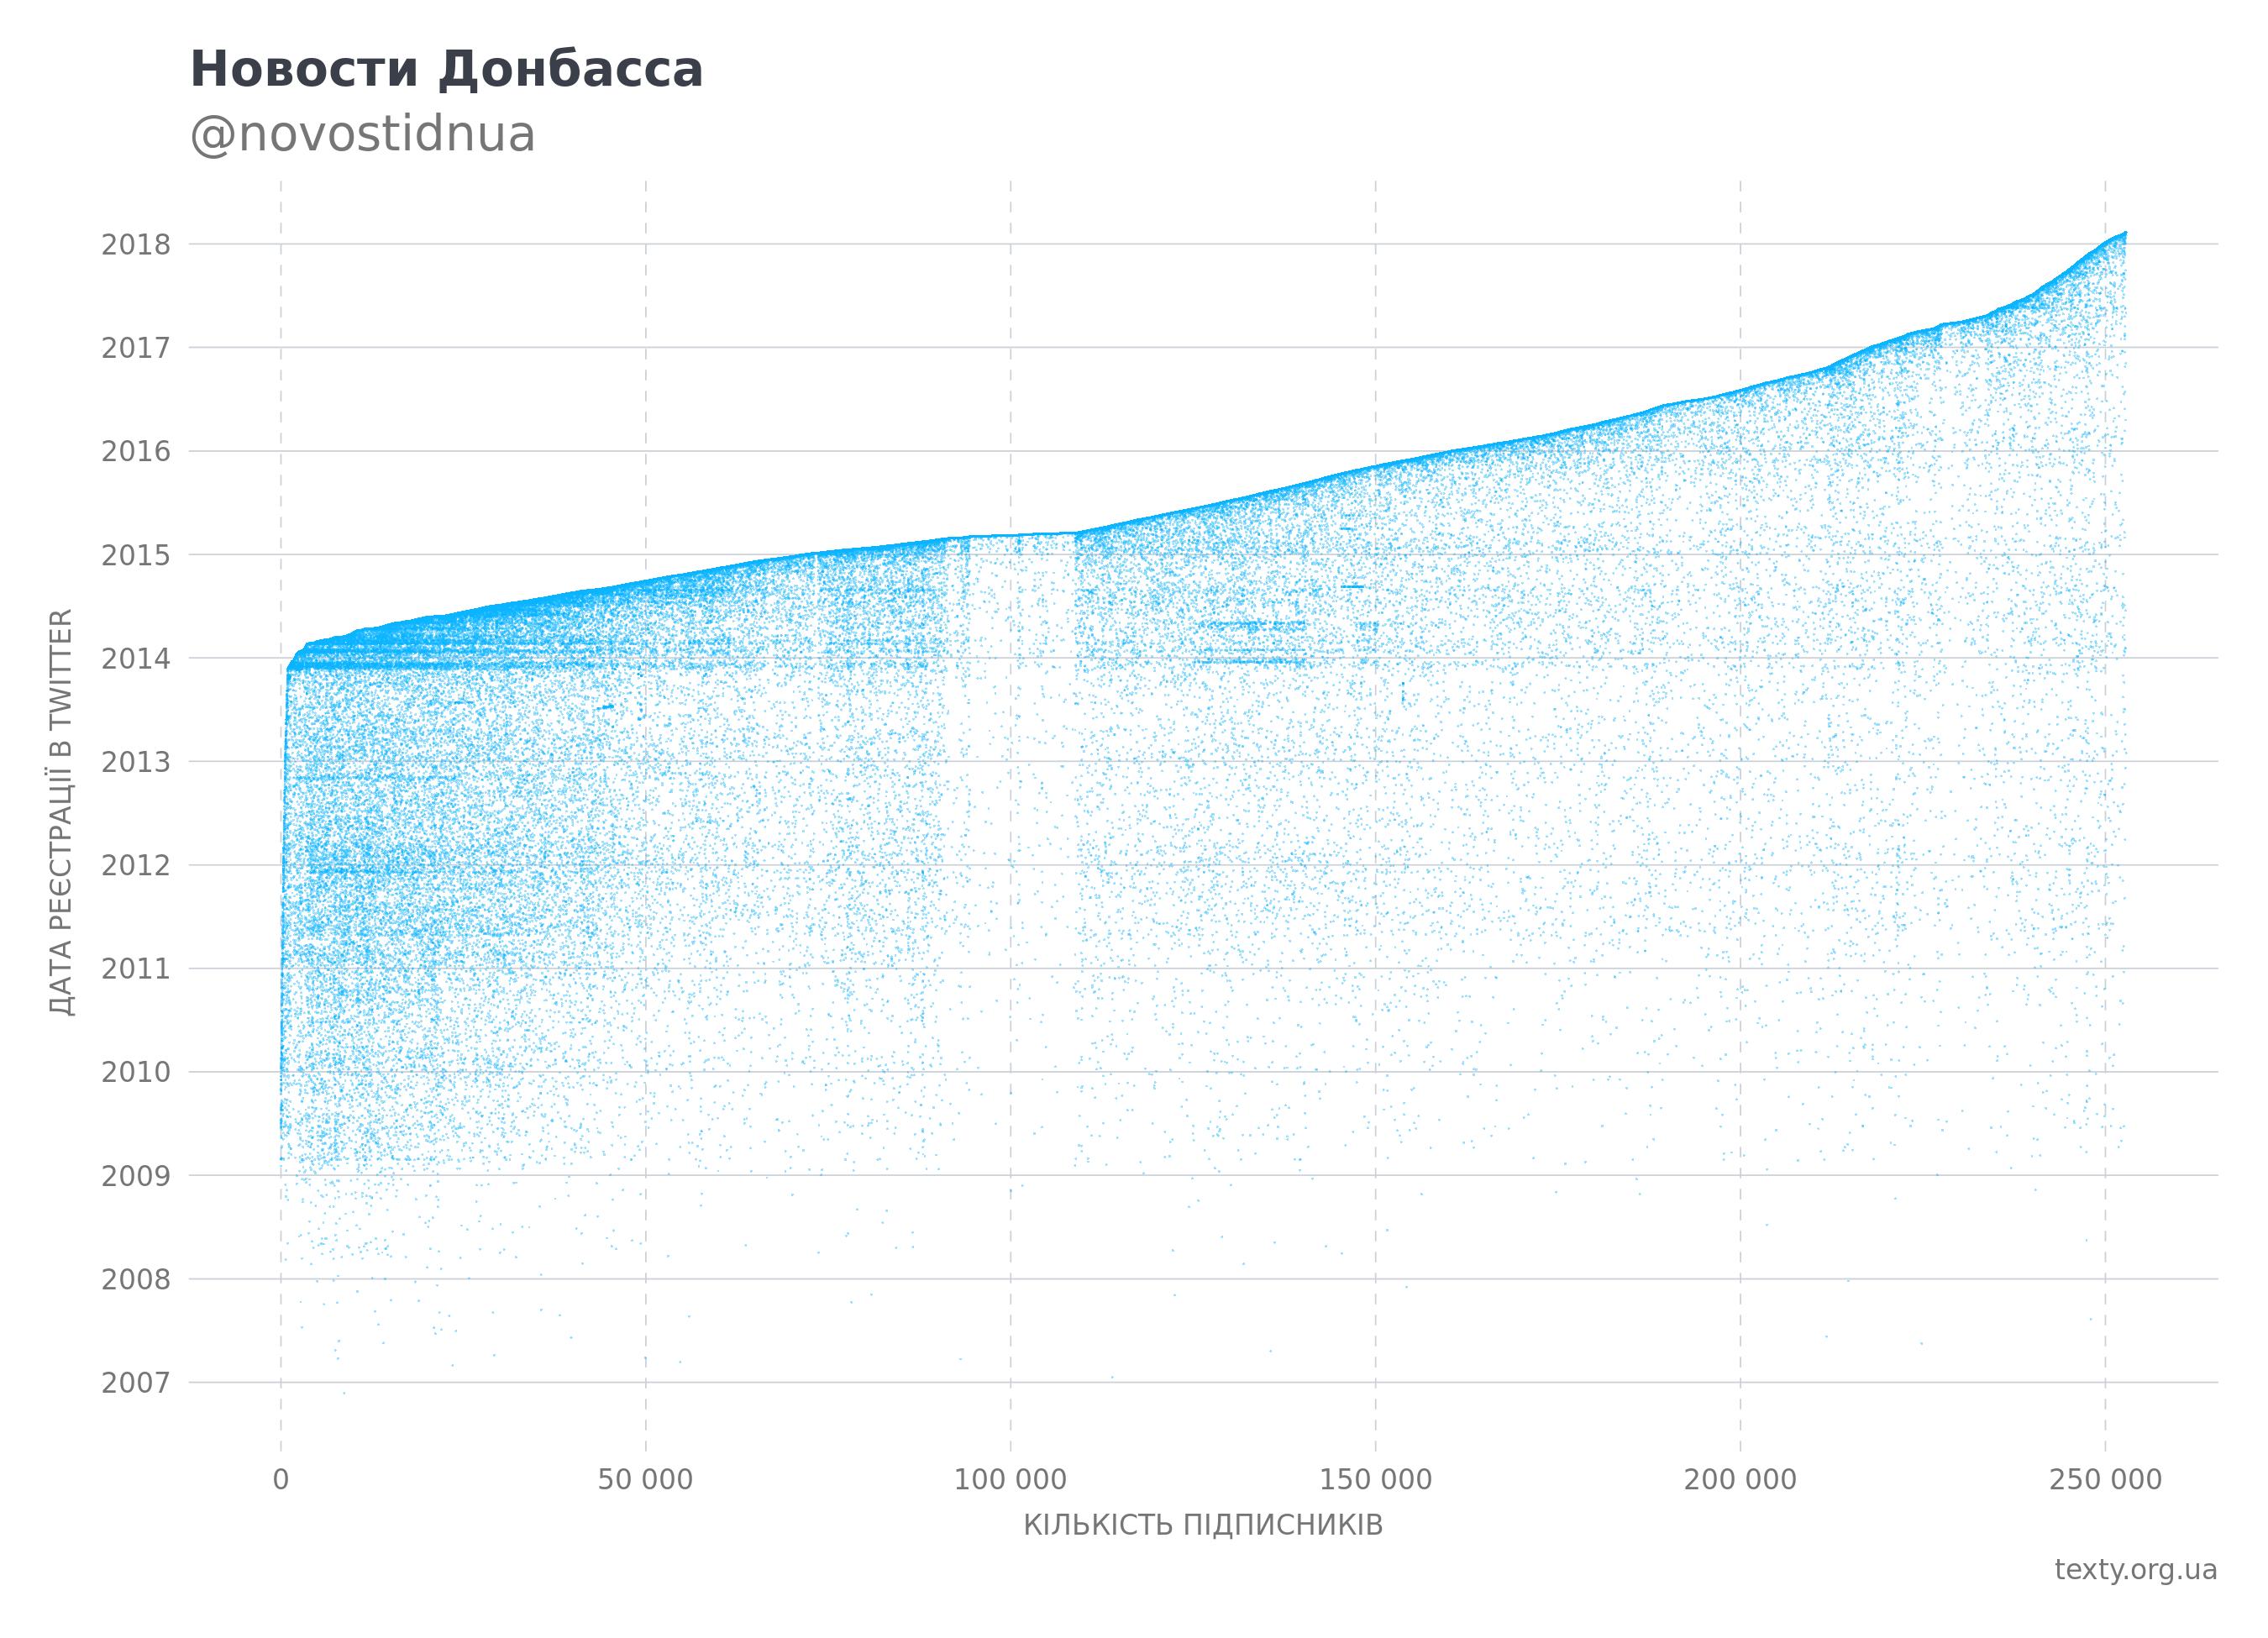 Новости Донбасса
@novostidnua
ДАТА РЕЄСТРАЦІЇ В TWITTER
2018
2017
2016
2015
2014
2013
2012
2011
2010
2009
2008
2007
0 50 000 100 000 150 000 200 000 250 000
КІЛЬКІСТЬ ПІДПИСНИКІВ
texty.org.ua